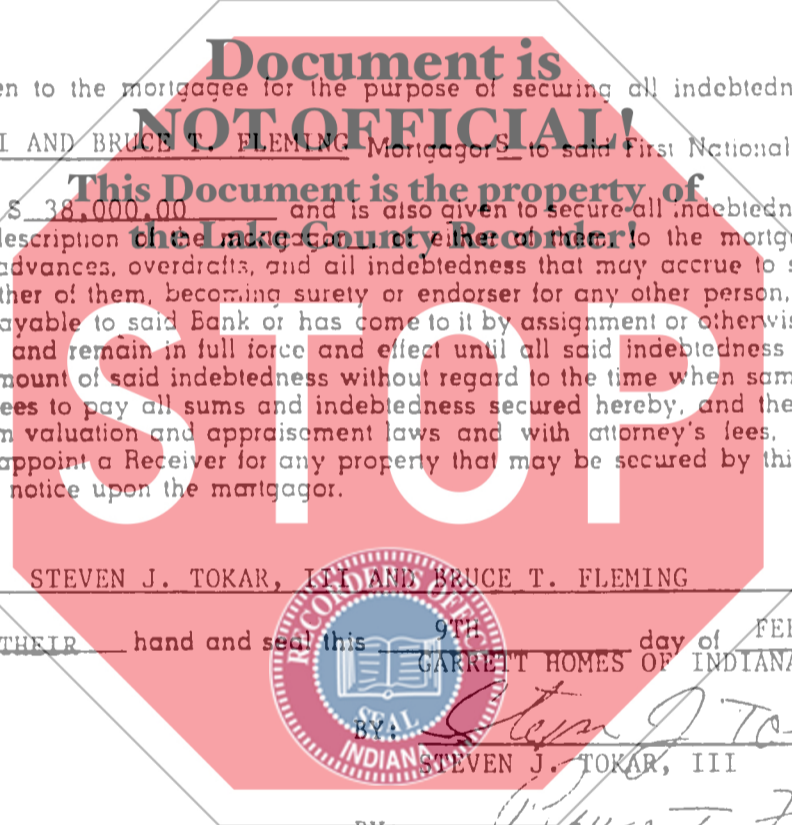 Document is
en to the mortgagee for the purpose of securing all indebtedn
NOT OFFICIAL!
I AND BRUCE T. FLEMING MortgagorS to said First National
This Document is the property of
$ 38,000.00 and is also given to secure all indebtedn
the Lake County Recorder!
description of the mortgagor or either of them, to the mortg
advances, overdrafts, and all indebtedness that may accrue to s
ther of them, becoming surety or endorser for any other person,
ayable to said Bank or has come to it by assignment or otherwis
and remain in full force and effect until all said indebtedness
mount of said indebtedness without regard to the time when sam
ees to pay all sums and indebtedness secured hereby, and the
m valuation and appraisement laws and with attorney's fees,
appoint a Receiver for any property that may be secured by thi
notice upon the martgagor.
STOP
STEVEN J. TOKAR, III AND BRUCE T. FLEMING
THEIR hand and seal this 9TH day of FEB
GARRETT HOMES OF INDIANA
RECORDER'S OFFICE
SEAL
INDIANA
BY: Steven J To
STEVEN J. TOKAR, III
BY: